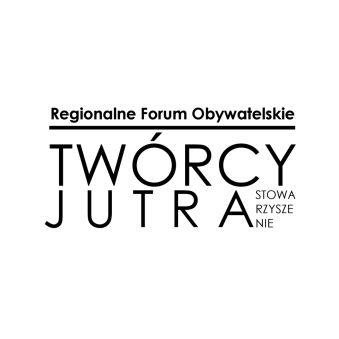 Regionalne Forum Obywatelskie
TWÓRCY
JUTRA
STOWA
RZYSZE
NIE